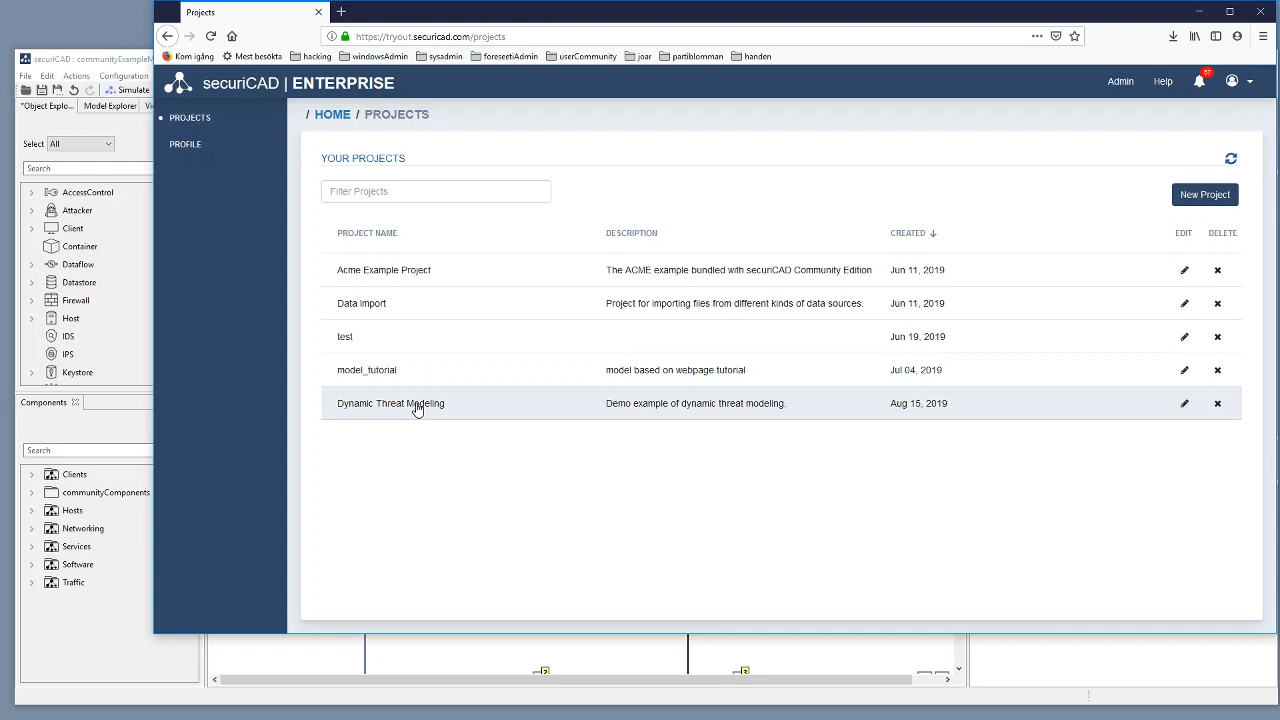 Projects
https://tryout.securicad.com/projects
Kom igång Mest besökta hacking windowsAdmin sysadmin foreseetiAdmin userCommunity joar partiblomman handen
securiCAD : communityExampleM
File Edit Actions Configuration
Simulate
*Object Explo... Model Explorer
Select All
Search
AccessControl
Attacker
Client
Container
Dataflow
Datastore
Firewall
Host
IDS
IPS
Keystore
Components
Search
Clients
communityComponents
Hosts
Networking
Services
Software
Traffic
securiCAD | ENTERPRISE
Admin Help 57
PROJECTS
PROFILE
/ HOME / PROJECTS
YOUR PROJECTS
Filter Projects
New Project
PROJECT NAME DESCRIPTION CREATED EDIT DELETE
Acme Example Project The ACME example bundled with securiCAD Community Edition Jun 11, 2019
Data Import Project for importing files from different kinds of data sources. Jun 11, 2019
test Jun 19, 2019
model_tutorial model based on webpage tutorial Jul 04, 2019
Dynamic Threat Modeling Demo example of dynamic threat modeling. Aug 15, 2019
2 3